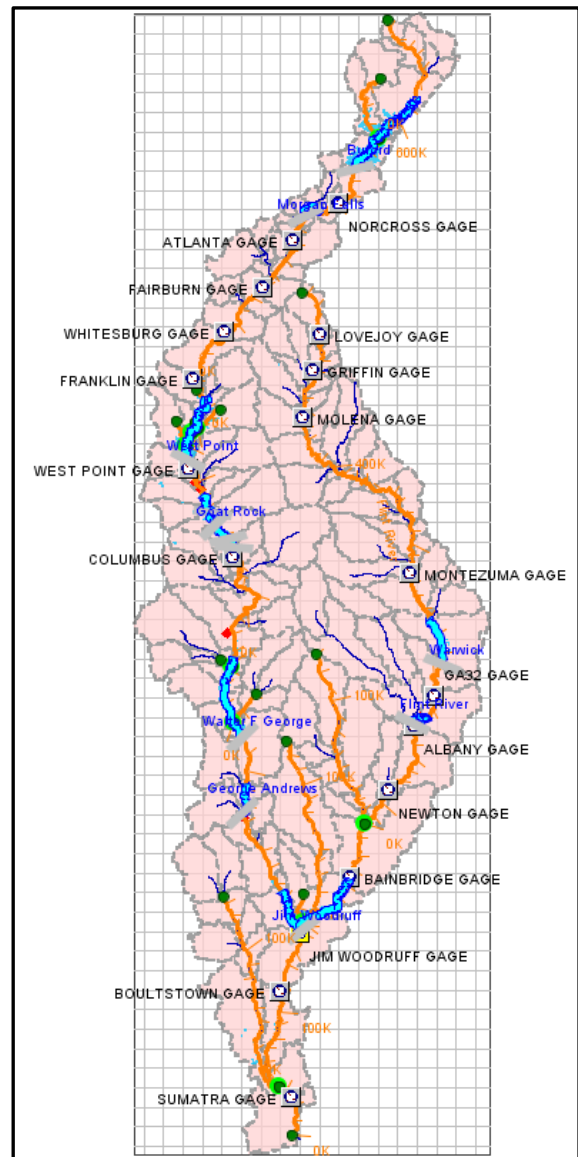 300K
Buford
Morgan Falls
NORCROSS GAGE
ATLANTA GAGE
FAIRBURN GAGE
WHITESBURG GAGE
LOVEJOY GAGE
FRANKLIN GAGE
GRIFFIN GAGE
0K
MOLENA GAGE
West Point
WEST POINT GAGE
400K
Goat Rock
COLUMBUS GAGE
MONTEZUMA GAGE
Warwick
GA32 GAGE
100K
Flint River
Walter F George
ALBANY GAGE
0K
100K
George Andrews
NEWTON GAGE
0K
BAINBRIDGE GAGE
Jim Woodruff
100K
JIM WOODRUFF GAGE
BOULTSTOWN GAGE
100K
SUMATRA GAGE
0K